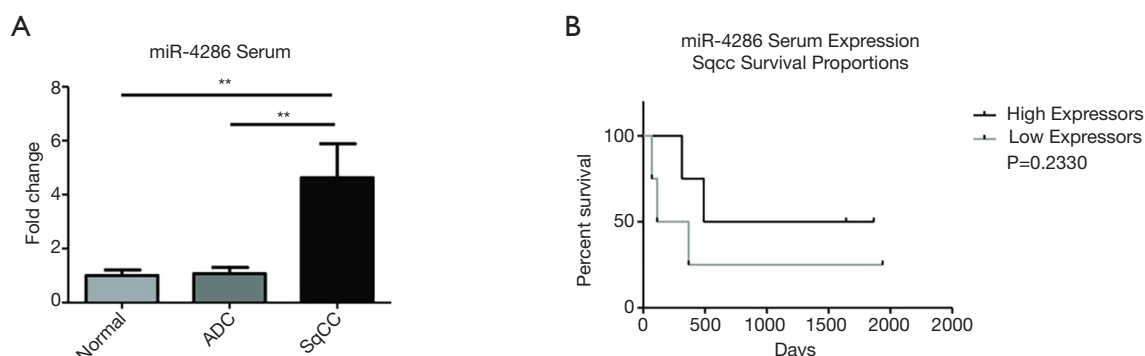 A
miR-4286 Serum
**
**
Fold change
8
6
4
2
0
Normal
ADC
SqCC
B
miR-4286 Serum Expression
Sqcc Survival Proportions
Percent survival
100
50
0
0 500 1000 1500 2000 2000
Days
High Expressors
Low Expressors
P=0.2330